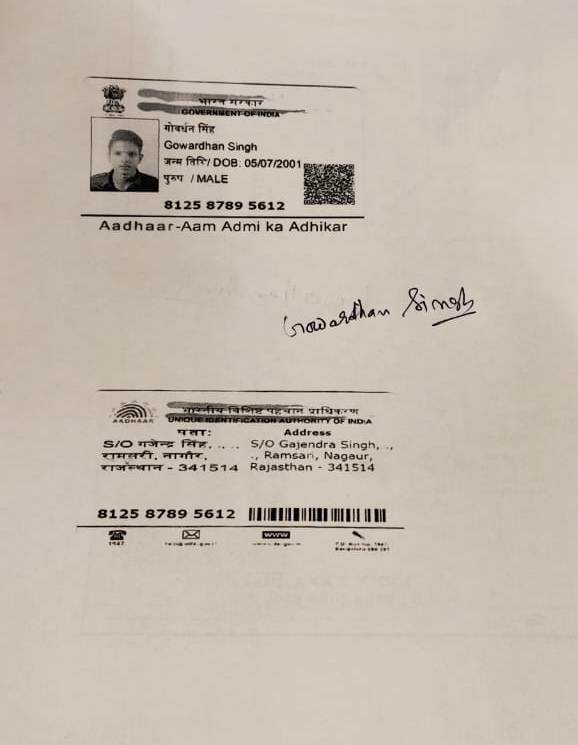 भारत सरकार
GOVERNMENT OF INDIA
गोवर्धन सिंह
Gowardhan Singh
जन्म तिथि/ DOB: 05/07/2001
पुरुष / MALE
8125 8789 5612
Aadhaar-Aam Admi ka Adhikar
Gowardhan Singh
भारतीय विशिष्ट पहचान प्राधिकरण
AADHAAR
UNIQUE IDENTIFICATION AUTHORITY OF INDIA
पता:
S/O गजेन्द्र सिंह, ., .
रामसरी, नागौर,
राजस्थान - 341514
Address
S/O Gajendra Singh, .,
., Ramsari, Nagaur,
Rajasthan - 341514
8125 8789 5612
1947
www